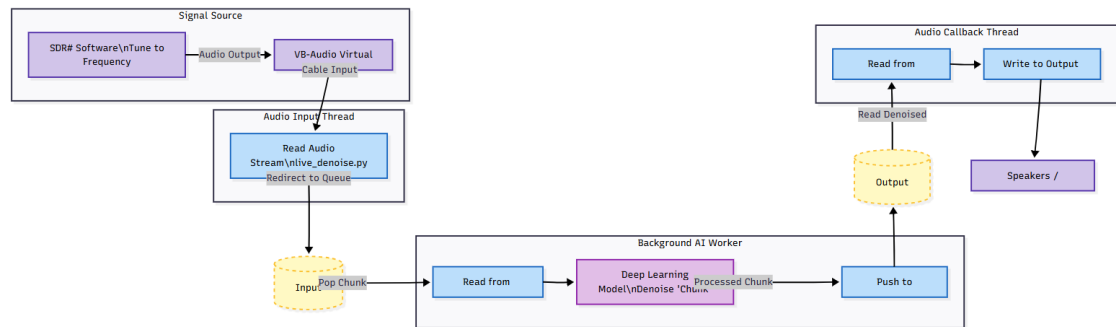 Signal Source
SDR# Software\nTune to
Frequency
Audio Output
VB-Audio Virtual
Cable Input
Audio Input Thread
Read Audio
Stream\nlive_denoise.py
Redirect to Queue
Input
Pop Chunk
Background AI Worker
Read from
Deep Learning
Model\nDenoise 'Chunk
Processed Chunk
Push to
Output
Read Denoised
Audio Callback Thread
Read from
Write to Output
Speakers /